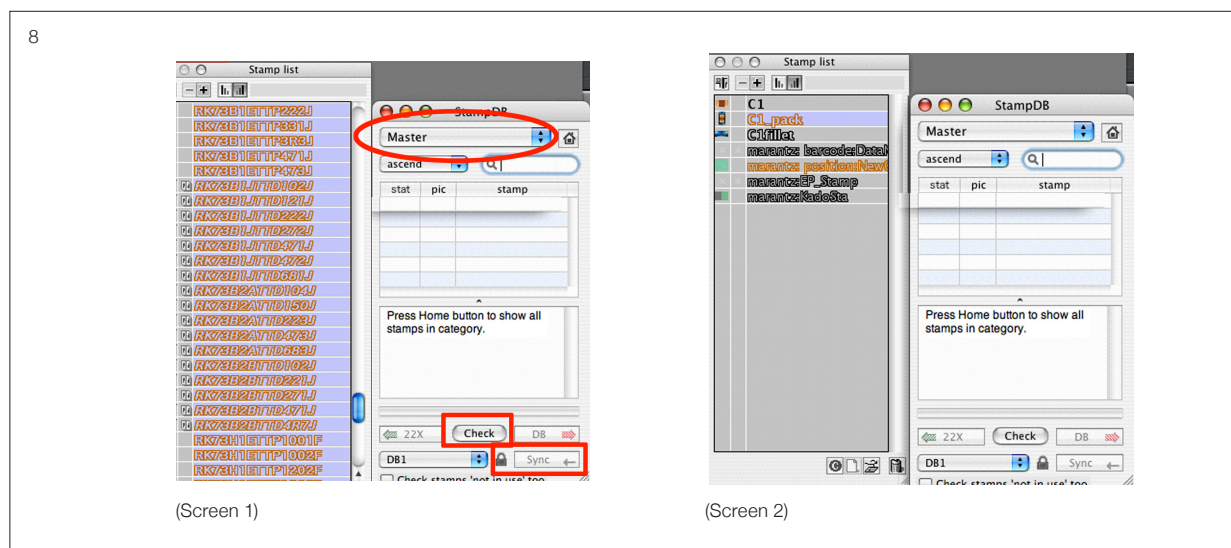 8
Stamp list
RK73B1ETTP222J
RK73B1ETTP331J
RK73B1ETTP3R3J
RK73B1ETTP471J
RK73B1ETTP473J
RK73B1JTTD102J
RK73B1JTTD121J
RK73B1JTTD222J
RK73B1JTTD272J
RK73B1JTTD471J
RK73B1JTTD472J
RK73B1JTTD681J
RK73B2ATTD104J
RK73B2ATTD150J
RK73B2ATTD223J
RK73B2ATTD473J
RK73B2ATTD683J
RK73B2BTTD102J
RK73B2BTTD221J
RK73B2BTTD271J
RK73B2BTTD471J
RK73B2BTTD4R7J
RK73H1ETTP1001F
RK73H1ETTP1002F
RK73H1ETTP1202F
StampDB
Master
ascend
stat pic stamp
Press Home button to show all
stamps in category.
22X Check DB
DB1 Sync
Check stamps 'not in use' too
(Screen 1)
Stamp list
C1
C1_pack
C1fillet
marantz: barcode:DataN
marantz: position:New
marantz:EP_Stamp
marantz:KadoSta
StampDB
Master
ascend
stat pic stamp
Press Home button to show all
stamps in category.
22X Check DB
DB1 Sync
Check stamps 'not in use' too
(Screen 2)